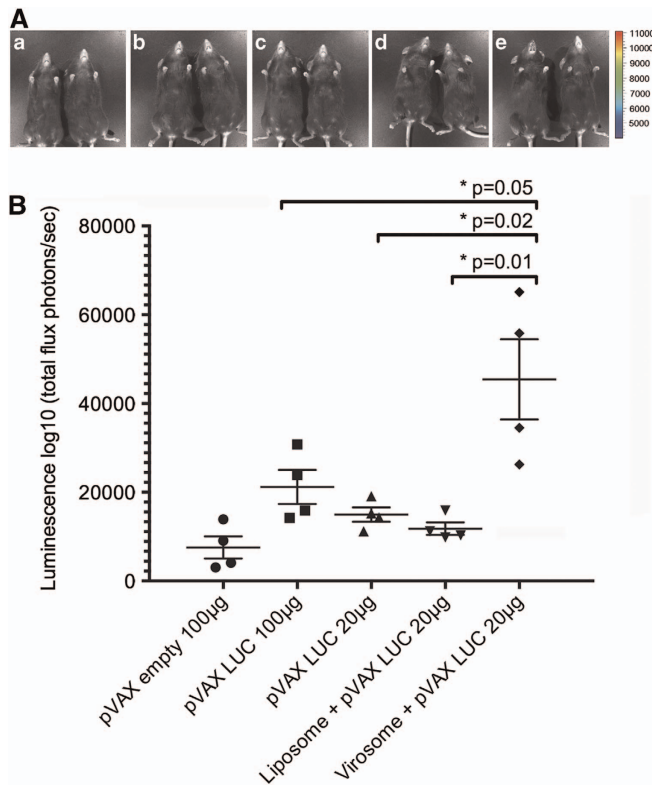 A
a
b
c
d
e
11000
10000
9000
8000
7000
6000
5000
B
Luminescence log10 (total flux photons/sec)
80000
60000
40000
20000
0
* p=0.05
* p=0.02
* p=0.01
pVAX empty 100µg
pVAX LUC 100µg
pVAX LUC 20µg
Liposome + pVAX LUC 20µg
Virosome + pVAX LUC 20µg